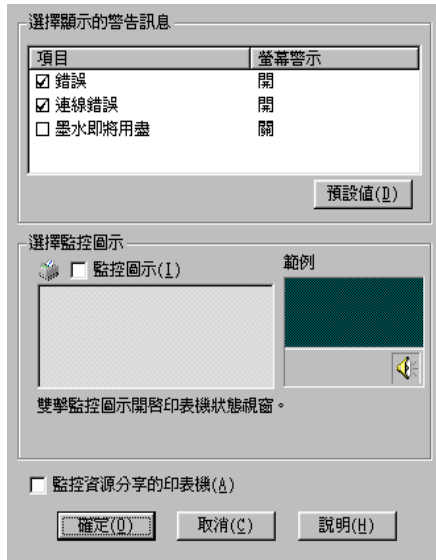 選擇顯示的警告訊息
項目 螢幕警示
錯誤 開
連線錯誤 開
墨水即將用盡 關
預設值(D)
選擇監控圖示
監控圖示(I) 範例
雙擊監控圖示開啓印表機狀態視窗。
監控資源分享的印表機(A)
確定(O) 取消(C) 說明(H)